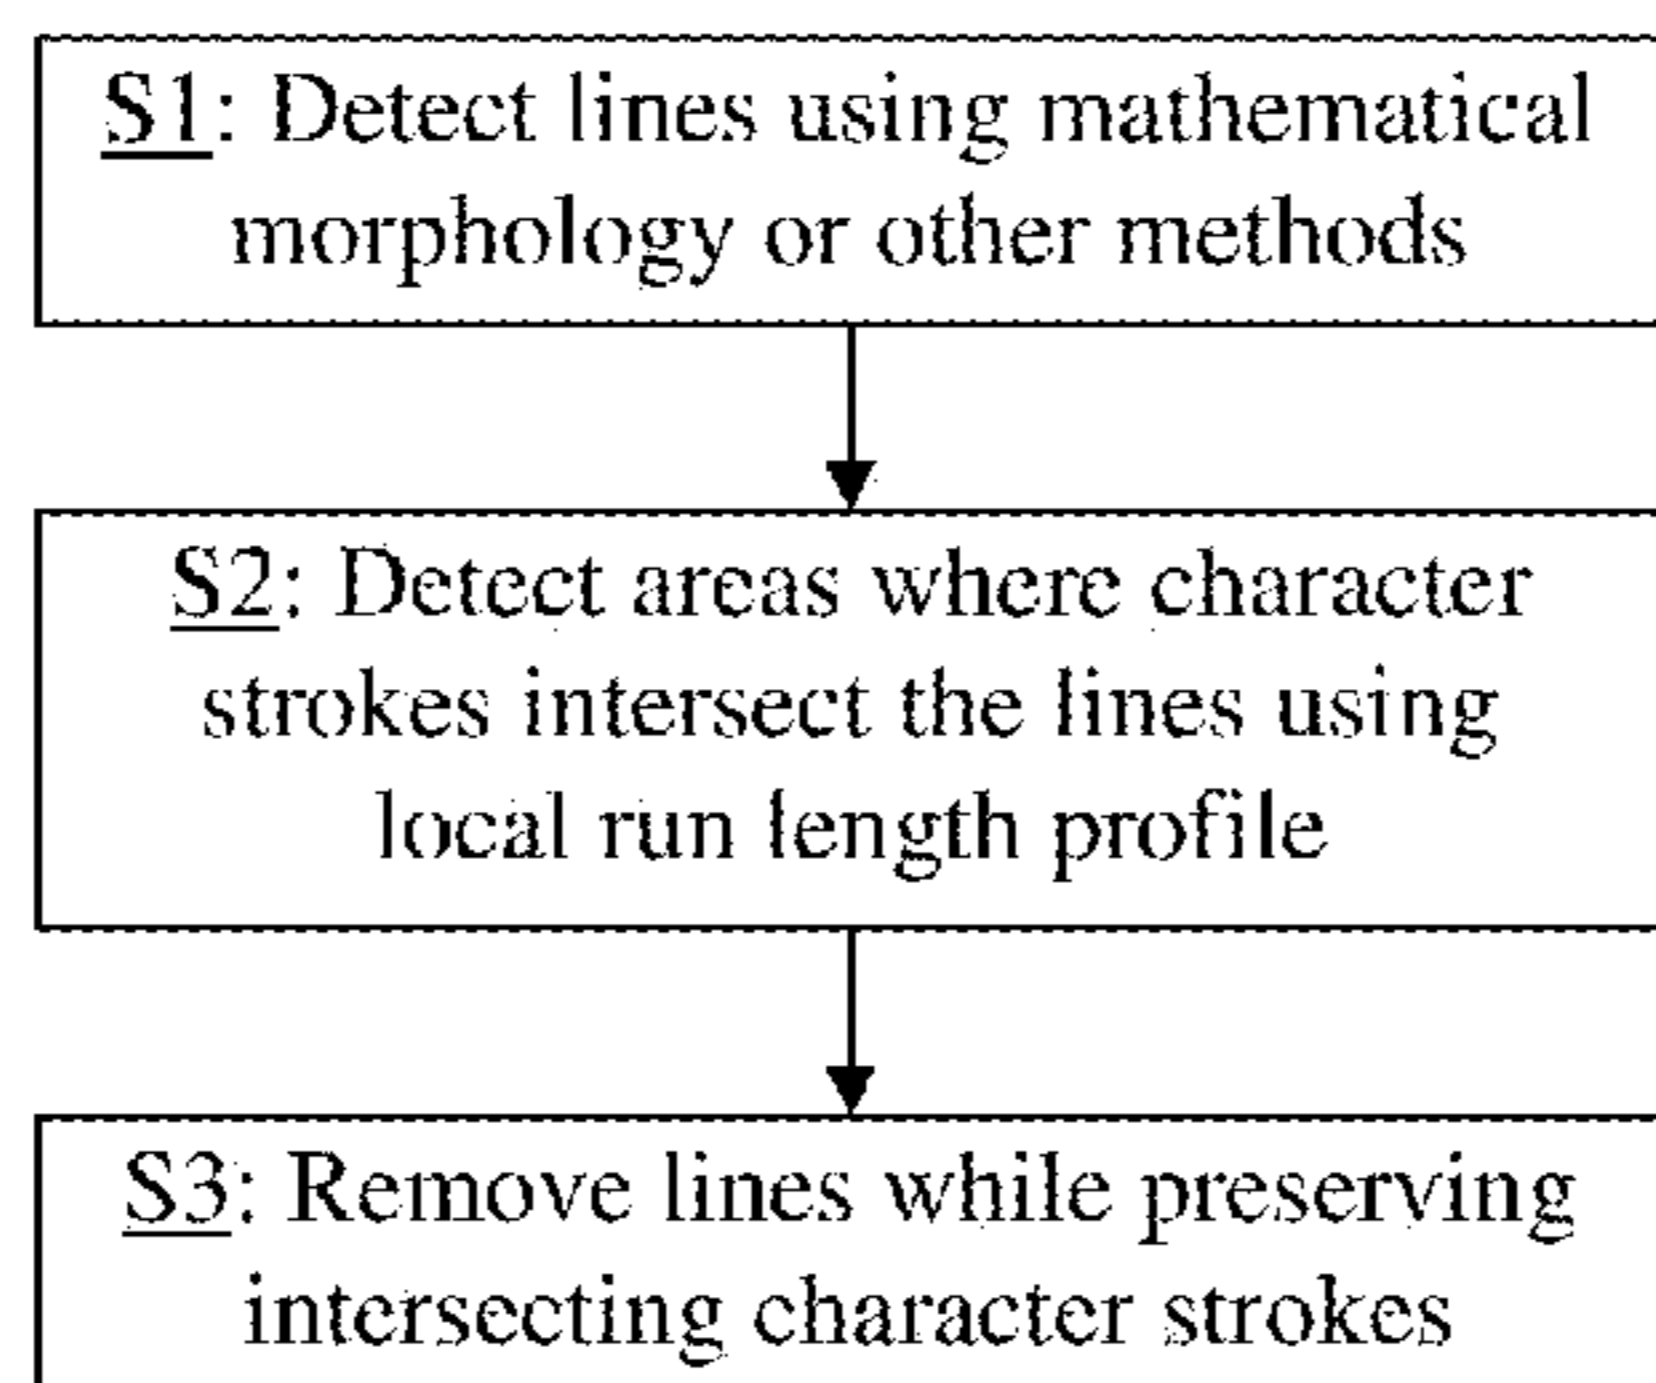 S1: Detect lines using mathematical
morphology or other methods
S2: Detect areas where character
strokes intersect the lines using
local run length profile
S3: Remove lines while preserving
intersecting character strokes